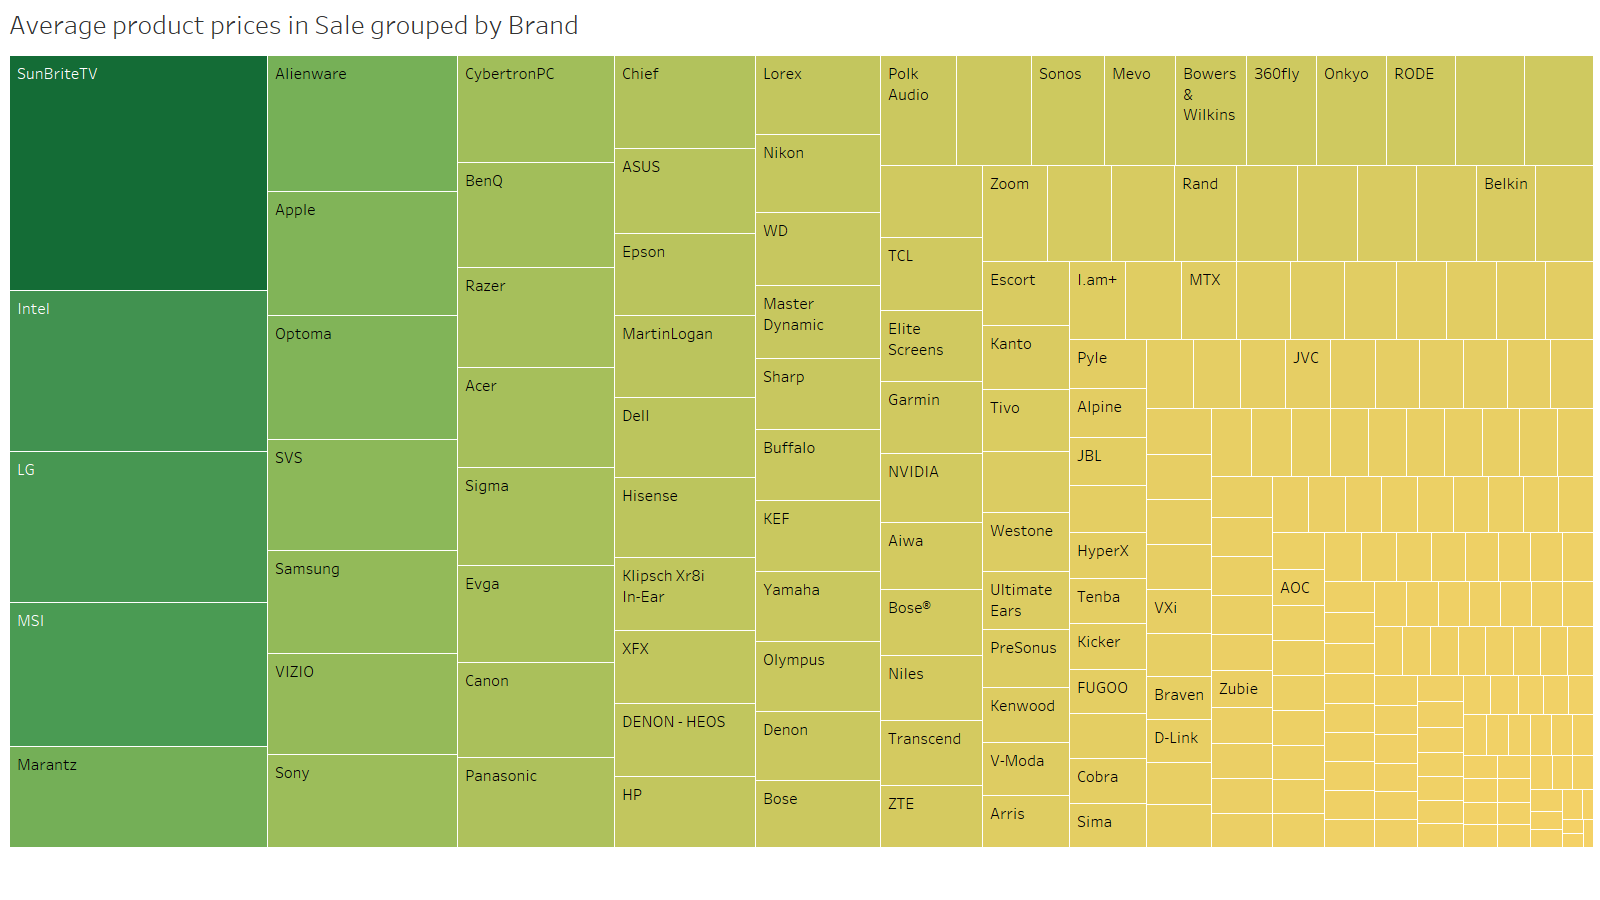 Average product prices in Sale grouped by Brand
SunBriteTV
Intel
LG
MSI
Marantz
Alienware
Apple
Optoma
SVS
Samsung
VIZIO
Sony
CybertronPC
BenQ
Razer
Acer
Sigma
Evga
Canon
Panasonic
Chief
ASUS
Epson
MartinLogan
Dell
Hisense
Klipsch Xr8i
In-Ear
XFX
DENON - HEOS
HP
Lorex
Nikon
WD
Master
Dynamic
Sharp
Buffalo
KEF
Yamaha
Olympus
Denon
Bose
Polk
Audio
Sonos
Mevo
Bowers
&
Wilkins
360fly
Onkyo
RODE
TCL
Elite
Screens
Garmin
NVIDIA
Aiwa
Bose®
Niles
Transcend
ZTE
Zoom
Rand
Belkin
Escort
Kanto
Tivo
Westone
Ultimate
Ears
PreSonus
Kenwood
V-Moda
Arris
I.am+
MTX
Pyle
Alpine
JBL
HyperX
Tenba
Kicker
FUGOO
Cobra
Sima
JVC
VXi
Braven
D-Link
Zubie
AOC